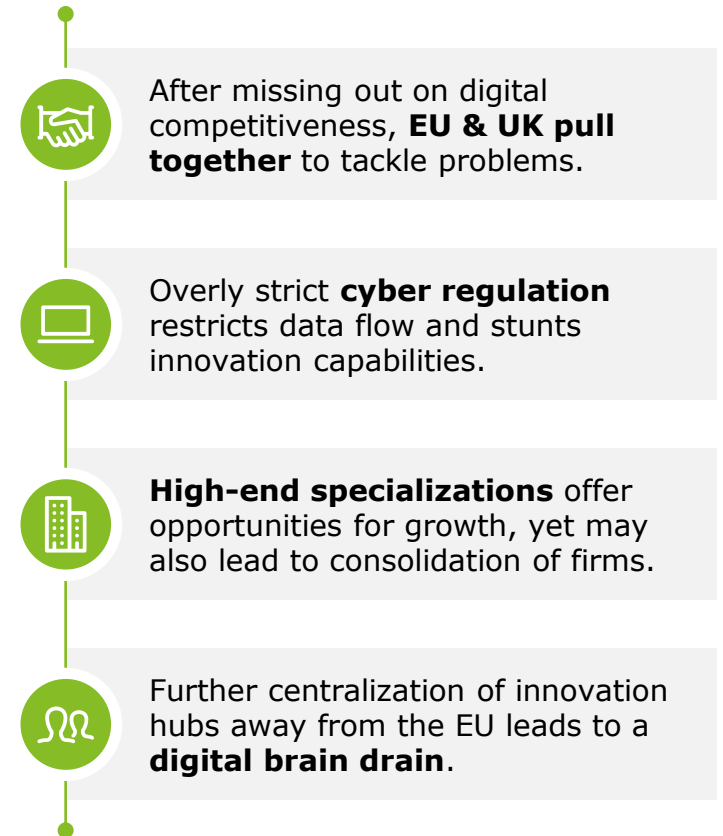 After missing out on digital
competitiveness, EU & UK pull
together to tackle problems.
Overly strict cyber regulation
restricts data flow and stunts
innovation capabilities.
High-end specializations offer
opportunities for growth, yet may
also lead to consolidation of firms.
Further centralization of innovation
hubs away from the EU leads to a
digital brain drain.